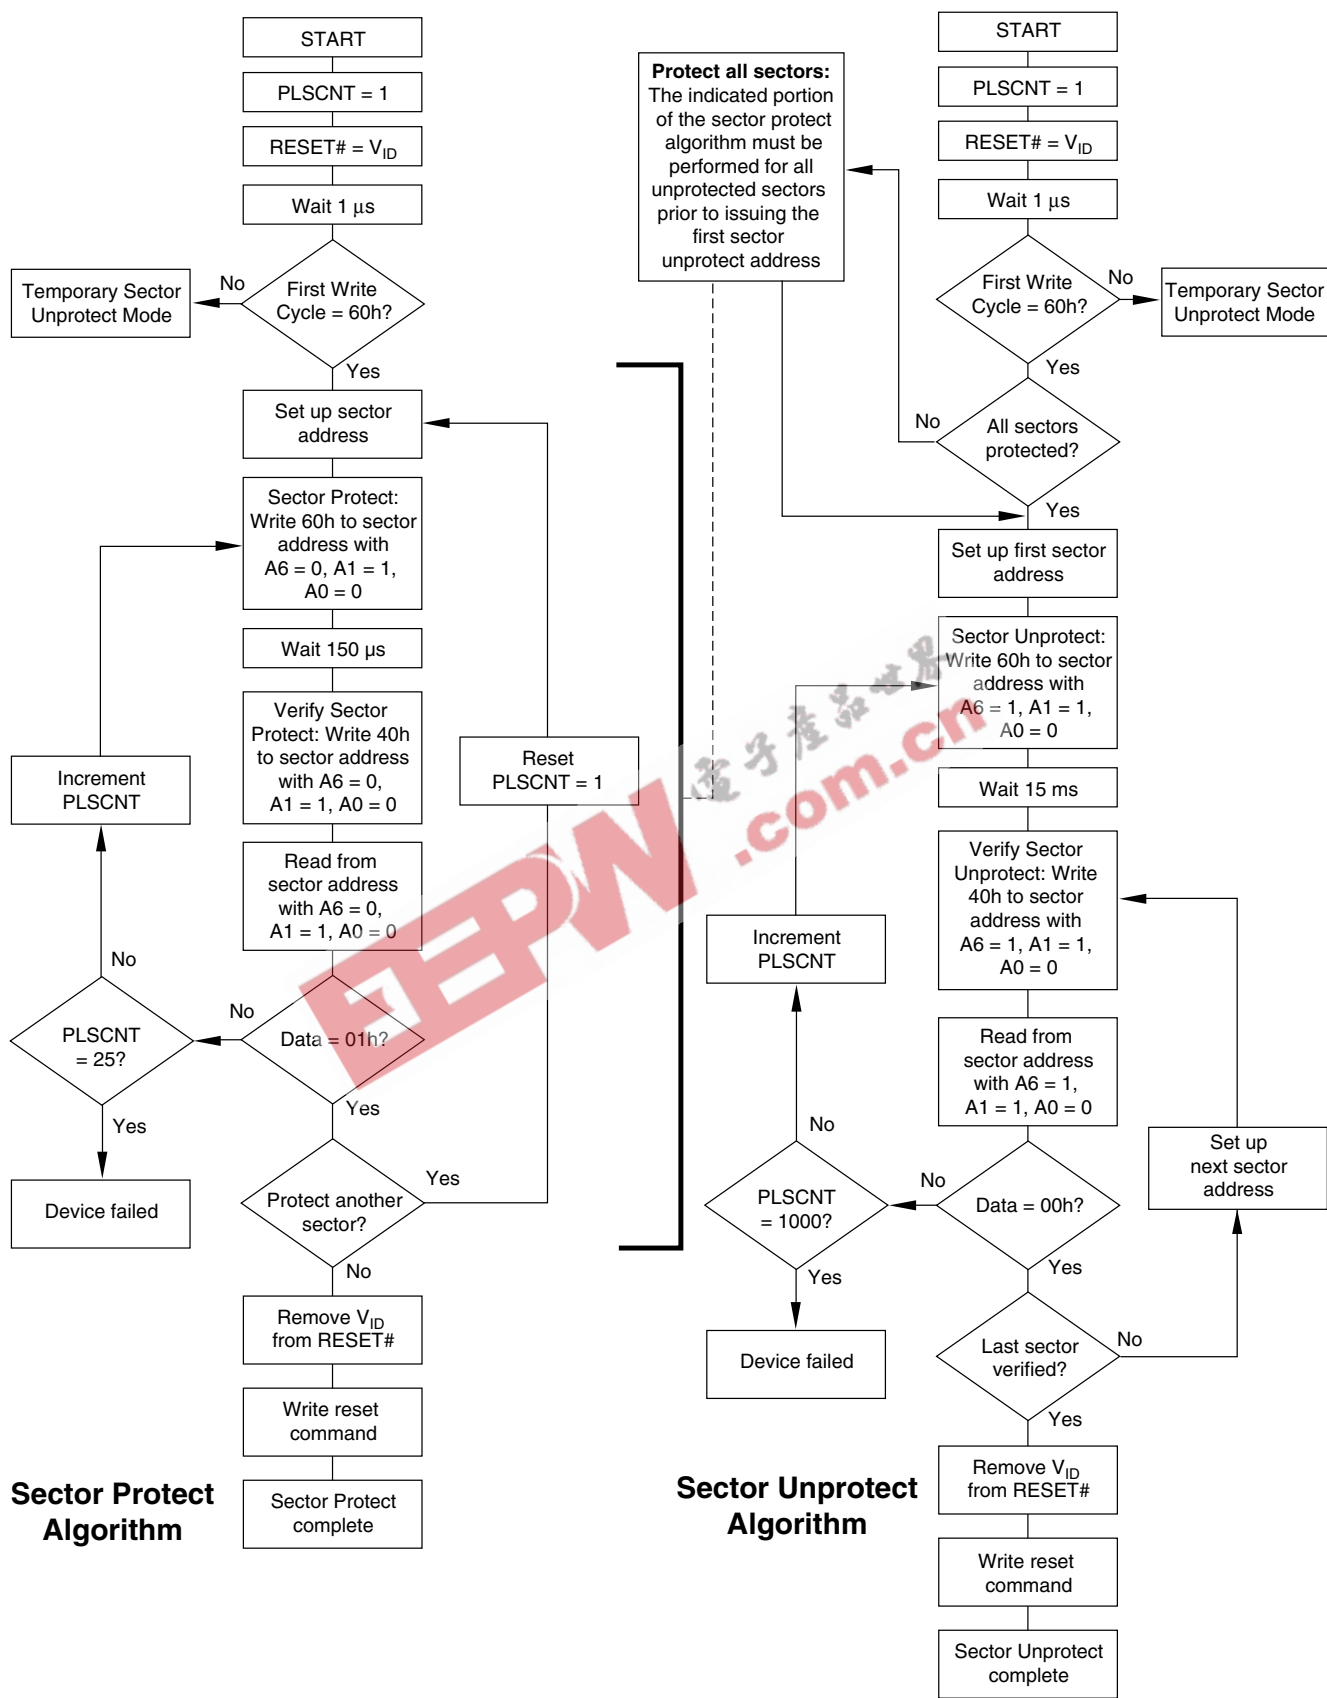 START
PLSCNT = 1
RESET# = VID
Wait 1 μs
First Write
Cycle = 60h?
No
Temporary Sector
Unprotect Mode
Yes
Set up sector
address
Sector Protect:
Write 60h to sector
address with
A6 = 0, A1 = 1,
A0 = 0
Wait 150 µs
Verify Sector
Protect: Write 40h
to sector address
with A6 = 0,
A1 = 1, A0 = 0
Increment
PLSCNT
Reset
PLSCNT = 1
Read from
sector address
with A6 = 0,
A1 = 1, A0 = 0
No
PLSCNT
= 25?
No
Data = 01h?
Yes
Yes
Device failed
Protect another
sector?
Yes
No
Remove VID
from RESET#
Write reset
command
Sector Protect
complete
Sector Protect
Algorithm
Protect all sectors:
The indicated portion
of the sector protect
algorithm must be
performed for all
unprotected sectors
prior to issuing the
first sector
unprotect address
START
PLSCNT = 1
RESET# = VID
Wait 1 μs
First Write
Cycle = 60h?
No
Temporary Sector
Unprotect Mode
Yes
No
All sectors
protected?
Yes
Set up first sector
address
Sector Unprotect:
Write 60h to sector
address with
A6 = 1, A1 = 1,
A0 = 0
Wait 15 ms
Verify Sector
Unprotect: Write
40h to sector
address with
A6 = 1, A1 = 1,
A0 = 0
Increment
PLSCNT
Read from
sector address
with A6 = 1,
A1 = 1, A0 = 0
No
Set up
next sector
address
PLSCNT
= 1000?
No
Data = 00h?
Yes
Yes
Device failed
Last sector
verified?
No
Yes
Remove VID
from RESET#
Write reset
command
Sector Unprotect
complete
Sector Unprotect
Algorithm
EEPW
電子產品世界
.com.cn